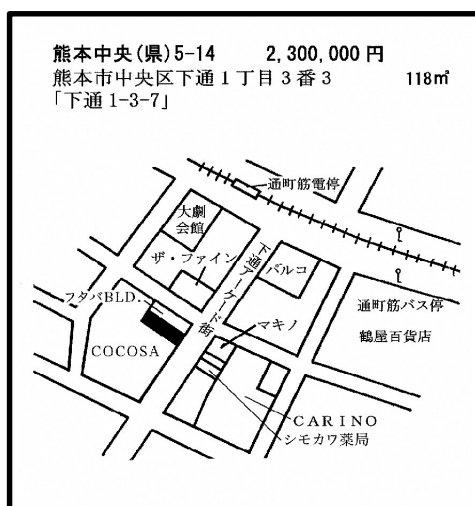 熊本中央(県)5-14 2,300,000円
熊本市中央区下通1丁目3番3 118㎡
「下通1-3-7」
通町筋電停
大劇
会館
下通アーケード街
ザ・ファイン
バルコ
フタバBLD.
マキノ
通町筋バス停
鶴屋百貨店
COCOSA
CARINO
シモカワ薬局